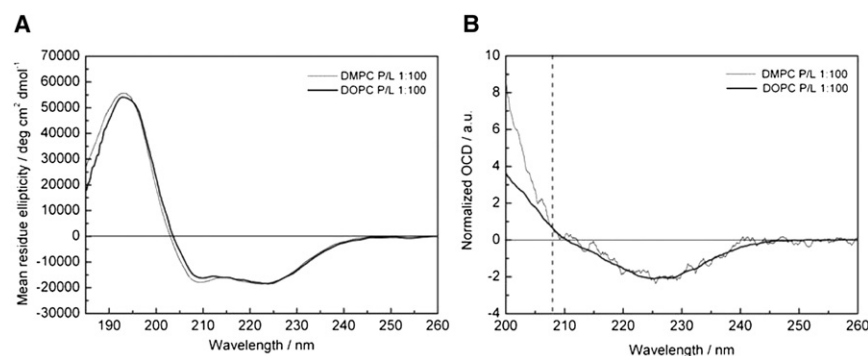 A
Mean residue ellipticity / deg cm² dmol⁻¹
70000
60000
50000
40000
30000
20000
10000
0
-10000
-20000
-30000
DMPC P/L 1:100
DOPC P/L 1:100
190 200 210 220 230 240 250 260
Wavelength / nm
B
Normalized OCD / a.u.
10
8
6
4
2
0
-2
-4
DMPC P/L 1:100
DOPC P/L 1:100
200 210 220 230 240 250 260
Wavelength / nm